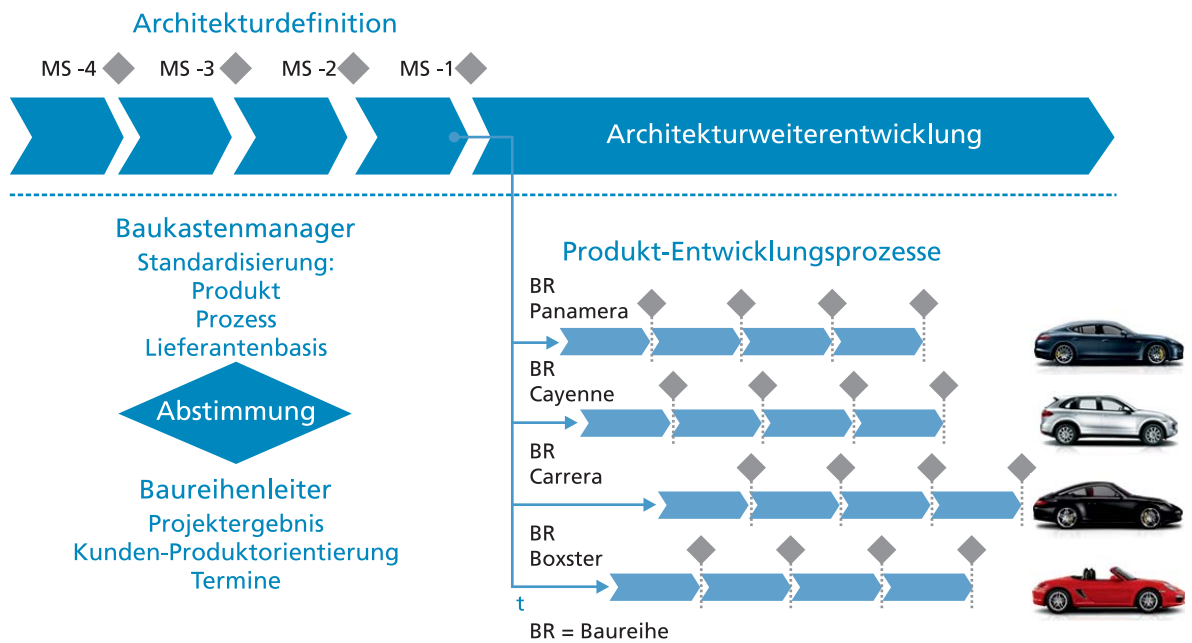 Architekturdefinition
MS -4
MS -3
MS -2
MS -1
Architekturweiterentwicklung
Baukastenmanager
Standardisierung:
Produkt
Prozess
Lieferantenbasis
Abstimmung
Baureihenleiter
Projektergebnis
Kunden-Produktorientierung
Termine
Produkt-Entwicklungsprozesse
BR
Panamera
BR
Cayenne
BR
Carrera
BR
Boxster
t
BR = Baureihe